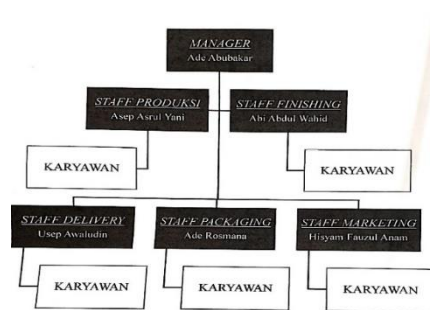 MANAGER
Ade Abubakar
STAFF PRODUKSI
Asep Asrul Yani
STAFF FINISHING
Abi Abdul Wahid
KARYAWAN
KARYAWAN
STAFF DELIVERY
Usep Awaludin
STAFF PACKAGING
Ade Rosmana
STAFF MARKETING
Hisyam Fauzul Anam
KARYAWAN
KARYAWAN
KARYAWAN